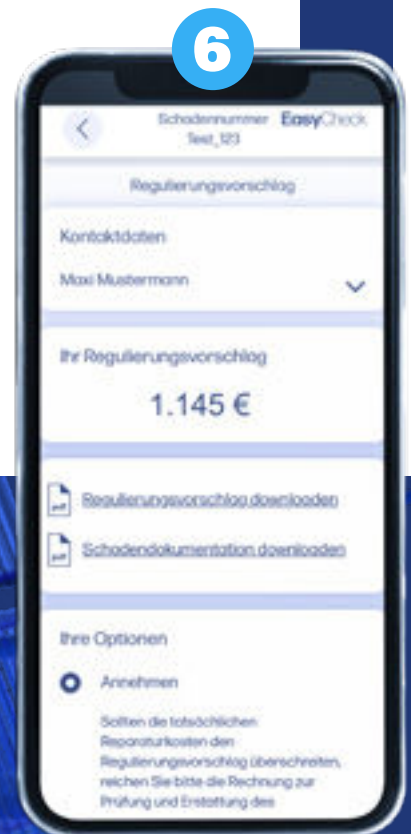 6
Schadennummer EasyCheck
Test_123
Regulierungsvorschlag
Kontaktdaten
Maxi Mustermann
Ihr Regulierungsvorschlag
1.145 €
Regulierungsvorschlag downloaden
Schadendokumentation downloaden
Ihre Optionen
Annehmen
Sollten die tatsächlichen
Reparaturkosten den
Regulierungsvorschlag überschreiten,
reichen Sie bitte die Rechnung zur
Prüfung und Erstattung des